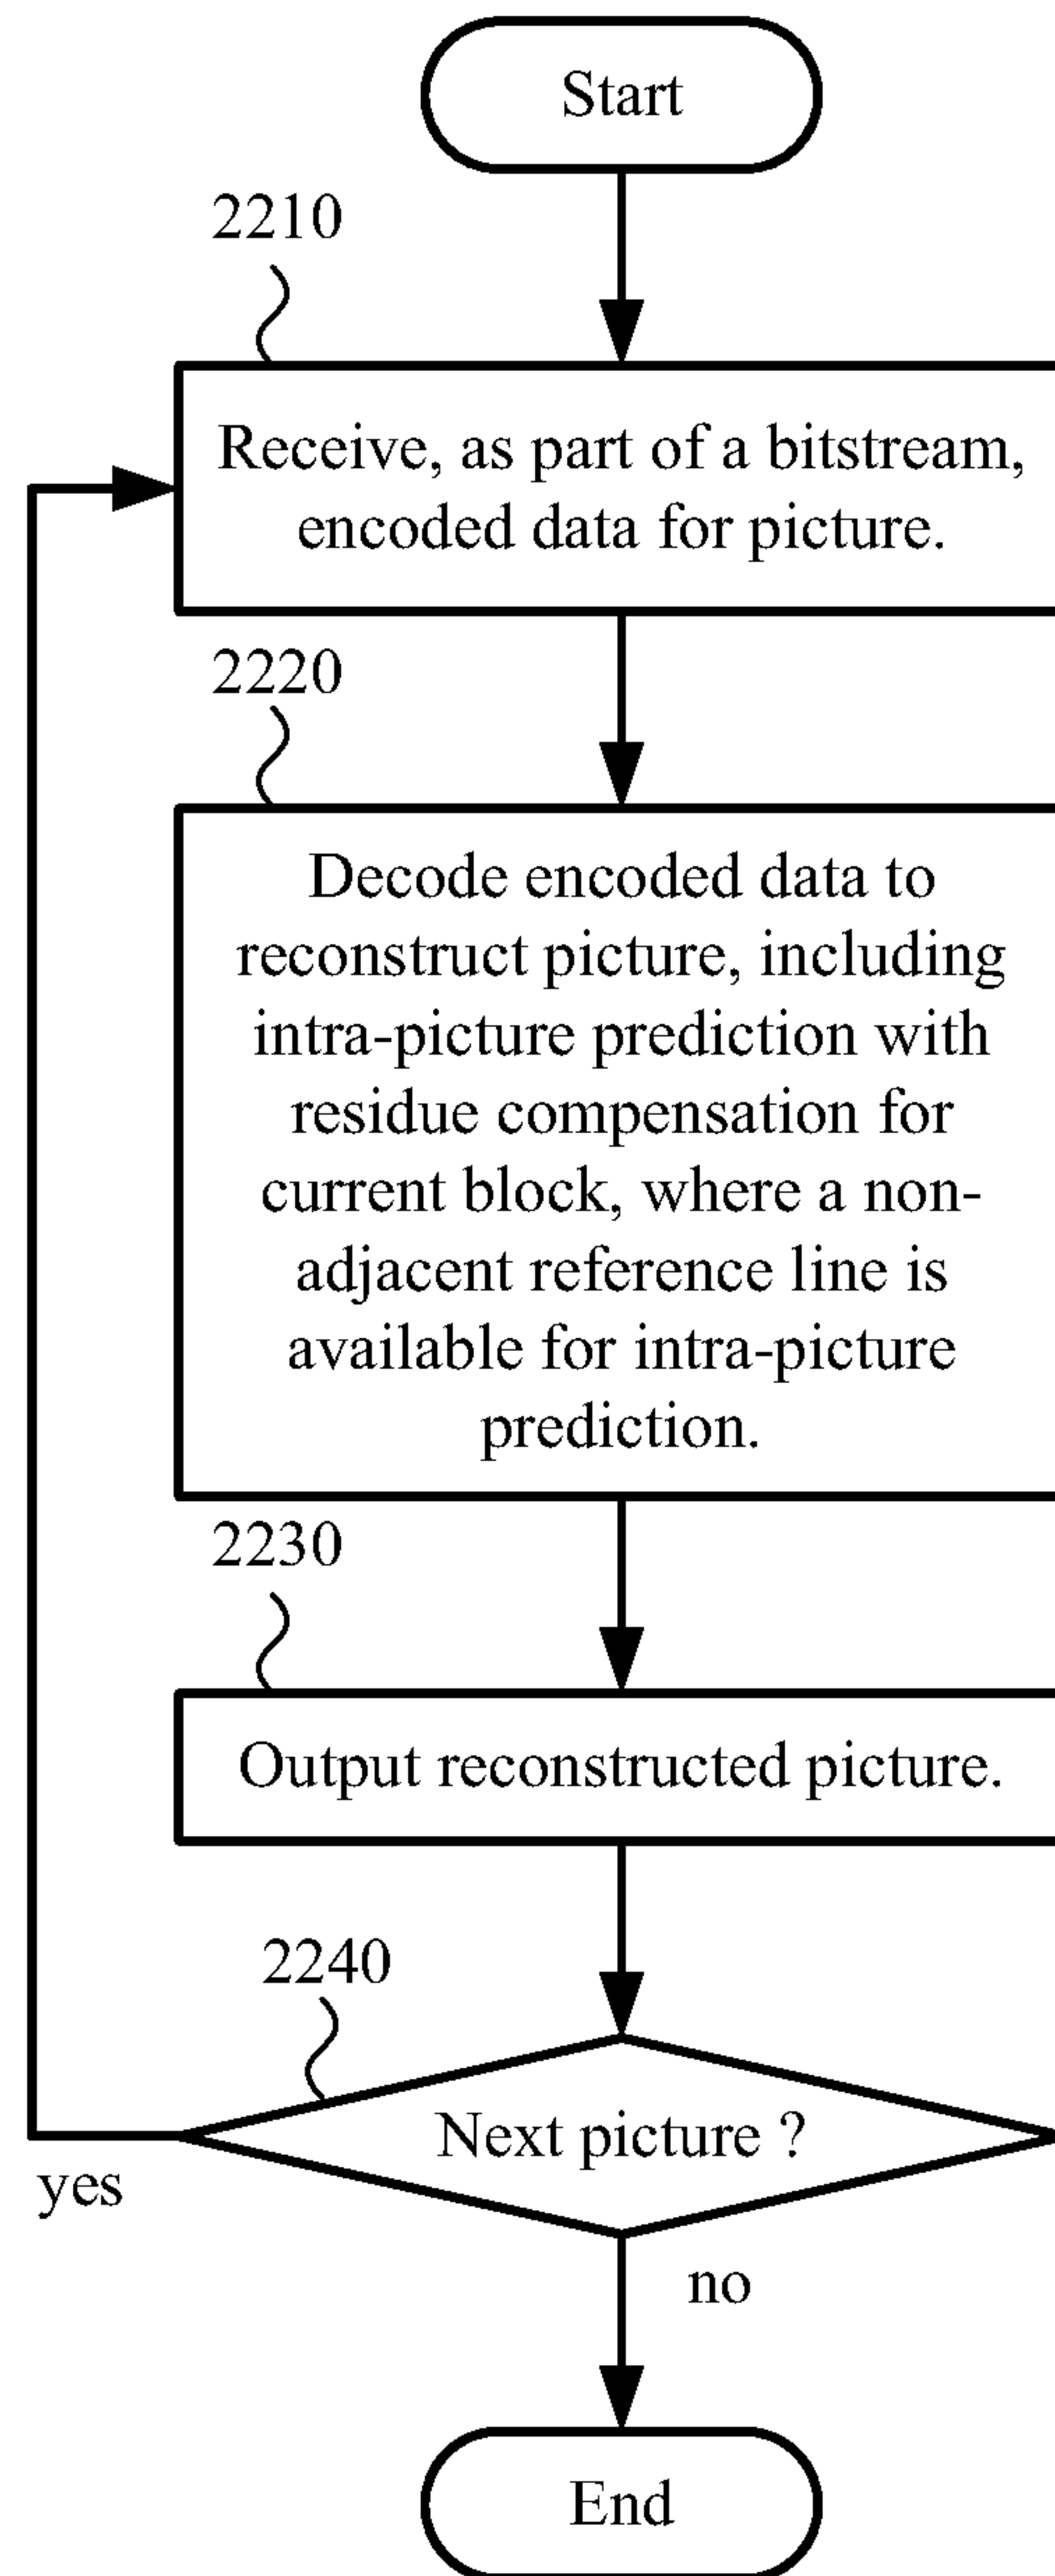 Start
2210
Receive, as part of a bitstream,
encoded data for picture.
2220
Decode encoded data to
reconstruct picture, including
intra-picture prediction with
residue compensation for
current block, where a non-
adjacent reference line is
available for intra-picture
prediction.
2230
Output reconstructed picture.
2240
Next picture ?
yes
no
End